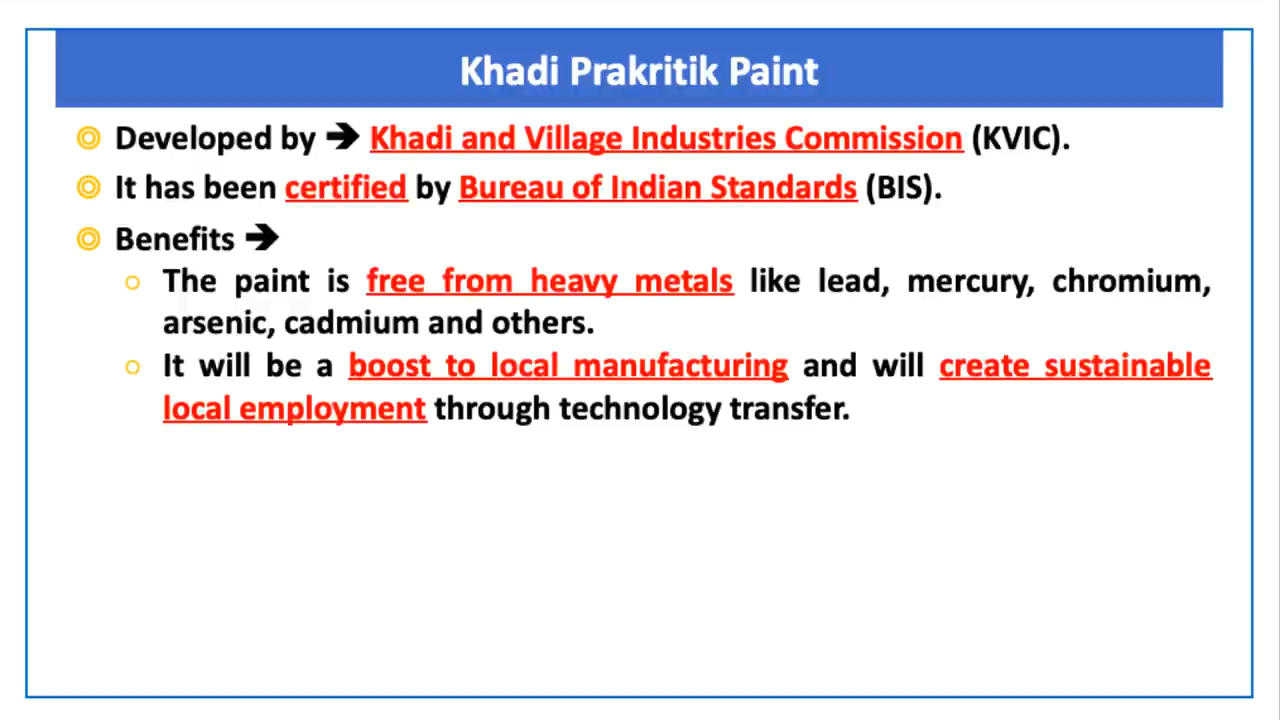 Khadi Prakritik Paint
Developed by ➔ Khadi and Village Industries Commission (KVIC).
It has been certified by Bureau of Indian Standards (BIS).
Benefits ➔
The paint is free from heavy metals like lead, mercury, chromium,
arsenic, cadmium and others.
It will be a boost to local manufacturing and will create sustainable
local employment through technology transfer.